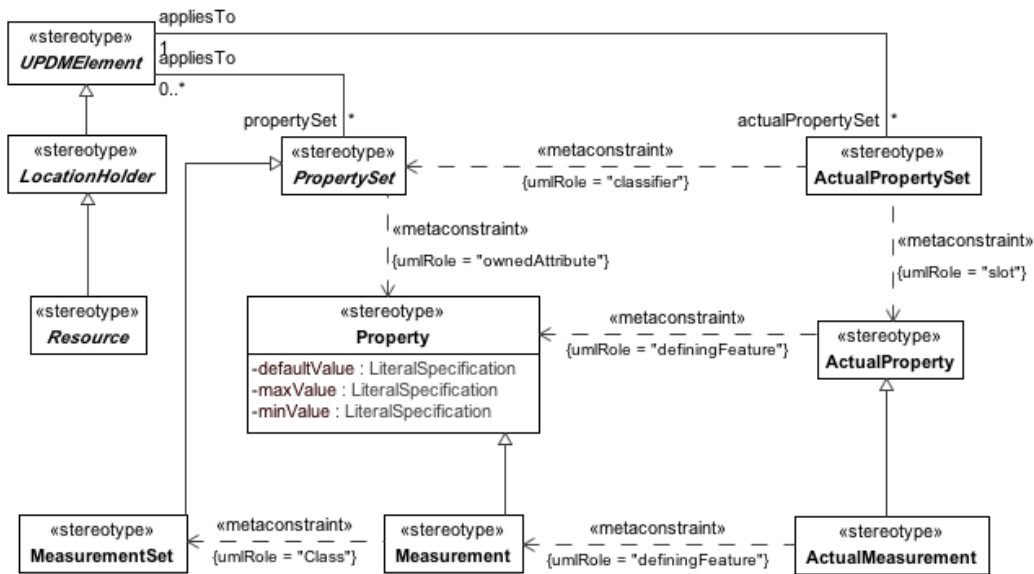 appliesTo
«stereotype»
UPDMElement
1
appliesTo
0..*
propertySet *
actualPropertySet *
«stereotype»
LocationHolder
«stereotype»
PropertySet
«metaconstraint»
{umlRole = "classifier"}
«stereotype»
ActualPropertySet
«metaconstraint»
{umlRole = "ownedAttribute"}
«metaconstraint»
{umlRole = "slot"}
«stereotype»
Resource
«stereotype»
Property
-defaultValue : LiteralSpecification
-maxValue : LiteralSpecification
-minValue : LiteralSpecification
«metaconstraint»
{umlRole = "definingFeature"}
«stereotype»
ActualProperty
«stereotype»
MeasurementSet
«metaconstraint»
{umlRole = "Class"}
«stereotype»
Measurement
«metaconstraint»
{umlRole = "definingFeature"}
«stereotype»
ActualMeasurement